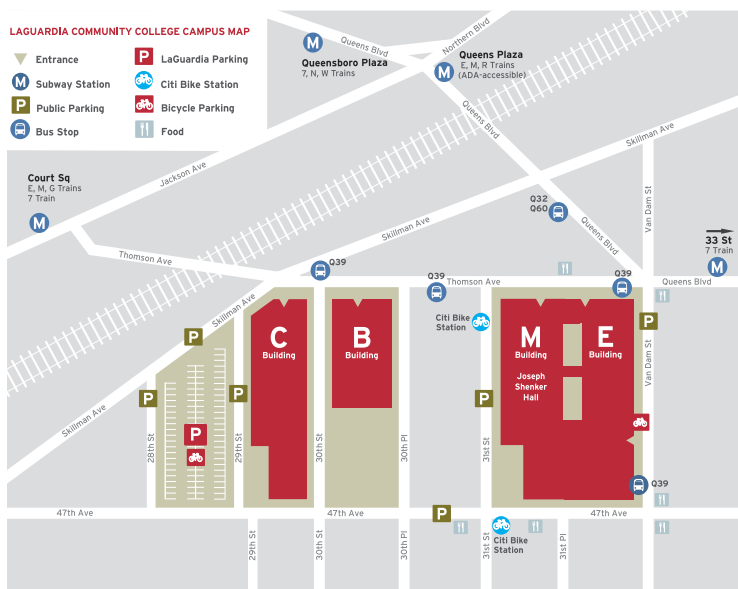 LAGUARDIA COMMUNITY COLLEGE CAMPUS MAP
Entrance
P
LaGuardia Parking
M
Subway Station
Citi Bike Station
P
Public Parking
Bicycle Parking
Bus Stop
Food
M
Queensboro Plaza
7, N, W Trains
Queens Blvd
Northern Blvd
M
Queens Plaza
E, M, R Trains
(ADA-accessible)
Queens Blvd
Skillman Ave
Jackson Ave
Court Sq
E, M, G Trains
7 Train
M
Thomson Ave
Skillman Ave
Q32
Q60
Queens Blvd
Van Dam St
33 St
7 Train
M
Q39
Q39
Thomson Ave
Q39
Queens Blvd
Skillman Ave
Citi Bike
Station
P
P
P
P
P
P
C
Building
B
Building
M
Building
Joseph
Shenker
Hall
E
Building
Van Dam St
Skillman Ave
28th St
29th St
30th St
30th Pl
31st St
Q39
47th Ave
47th Ave
P
47th Ave
Citi Bike
Station
29th St
30th St
30th Pl
31st St
31st Pl